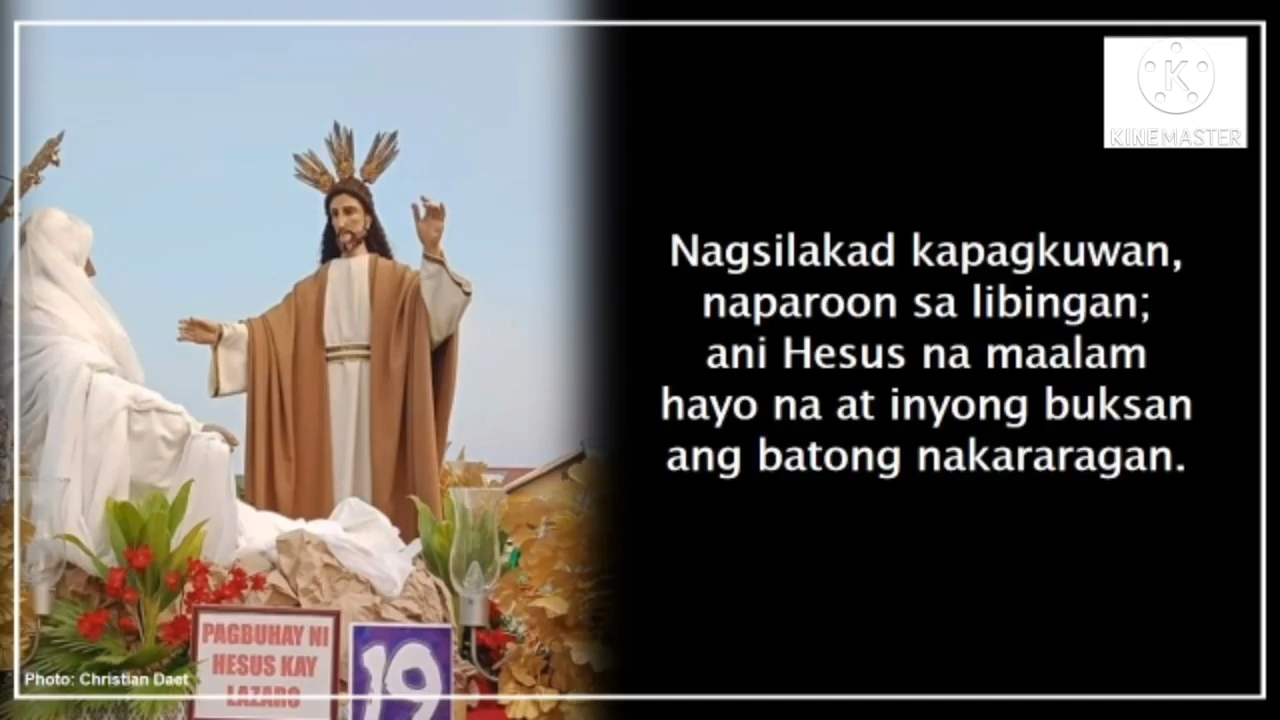 KINEMASTER
Nagsilakad kapagkuwan,
naparoon sa libingan;
ani Hesus na maalam
hayo na at inyong buksan
ang batong nakararagan.
PAGBUHAY NI
HESUS KAY
LAZARO
19
Photo: Christian Daet